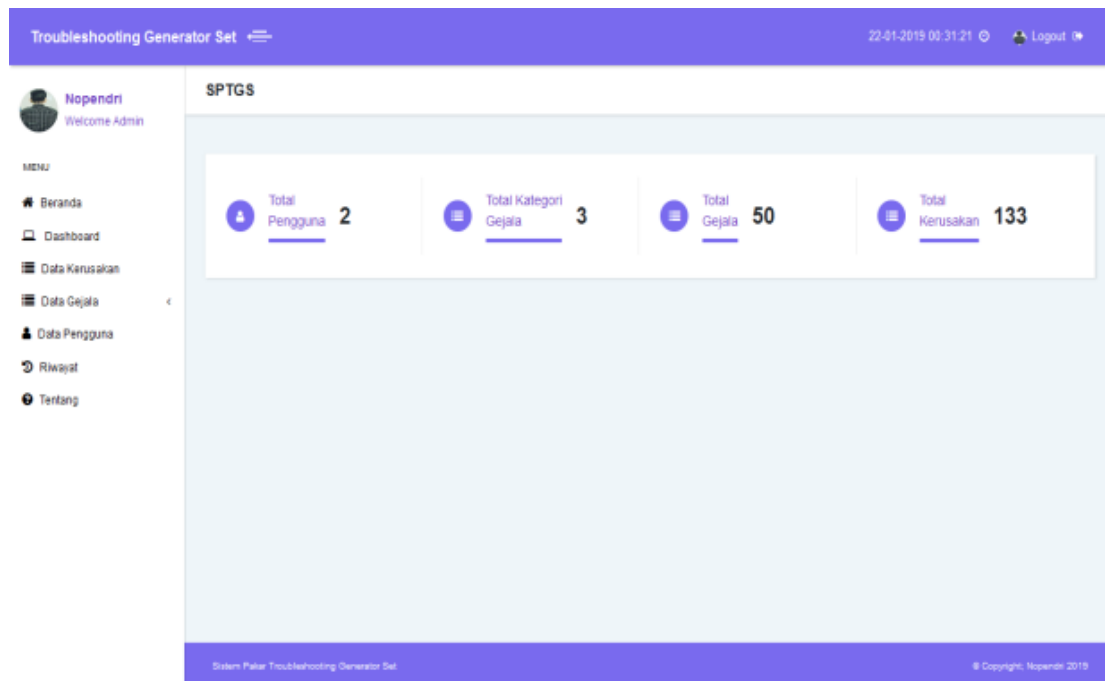 Troubleshooting Generator Set
22-01-2019 00:31:21
Logout
Nopendri
Welcome Admin
MENU
Beranda
Dashboard
Data Kerusakan
Data Gejala
Data Pengguna
Riwayat
Tentang
SPTGS
Total
Pengguna 2
Total Kategori
Gejala 3
Total
Gejala 50
Total
Kerusakan 133
Sistem Pakar Troubleshooting Generator Set
© Copyright; Nopendri 2019